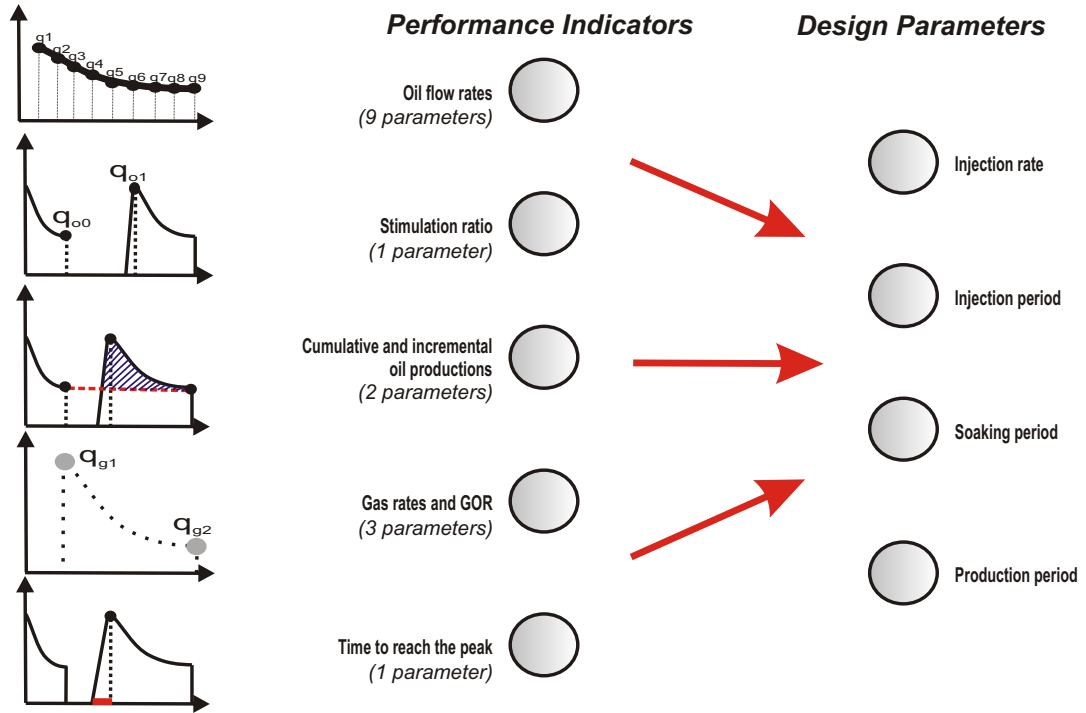 Performance Indicators
Design Parameters
q1 q2 q3 q4 q5 q6 q7 q8 q9
Oil flow rates
(9 parameters)
qo0
qo1
Stimulation ratio
(1 parameter)
Cumulative and incremental
oil productions
(2 parameters)
qg1
qg2
Gas rates and GOR
(3 parameters)
Time to reach the peak
(1 parameter)
Injection rate
Injection period
Soaking period
Production period